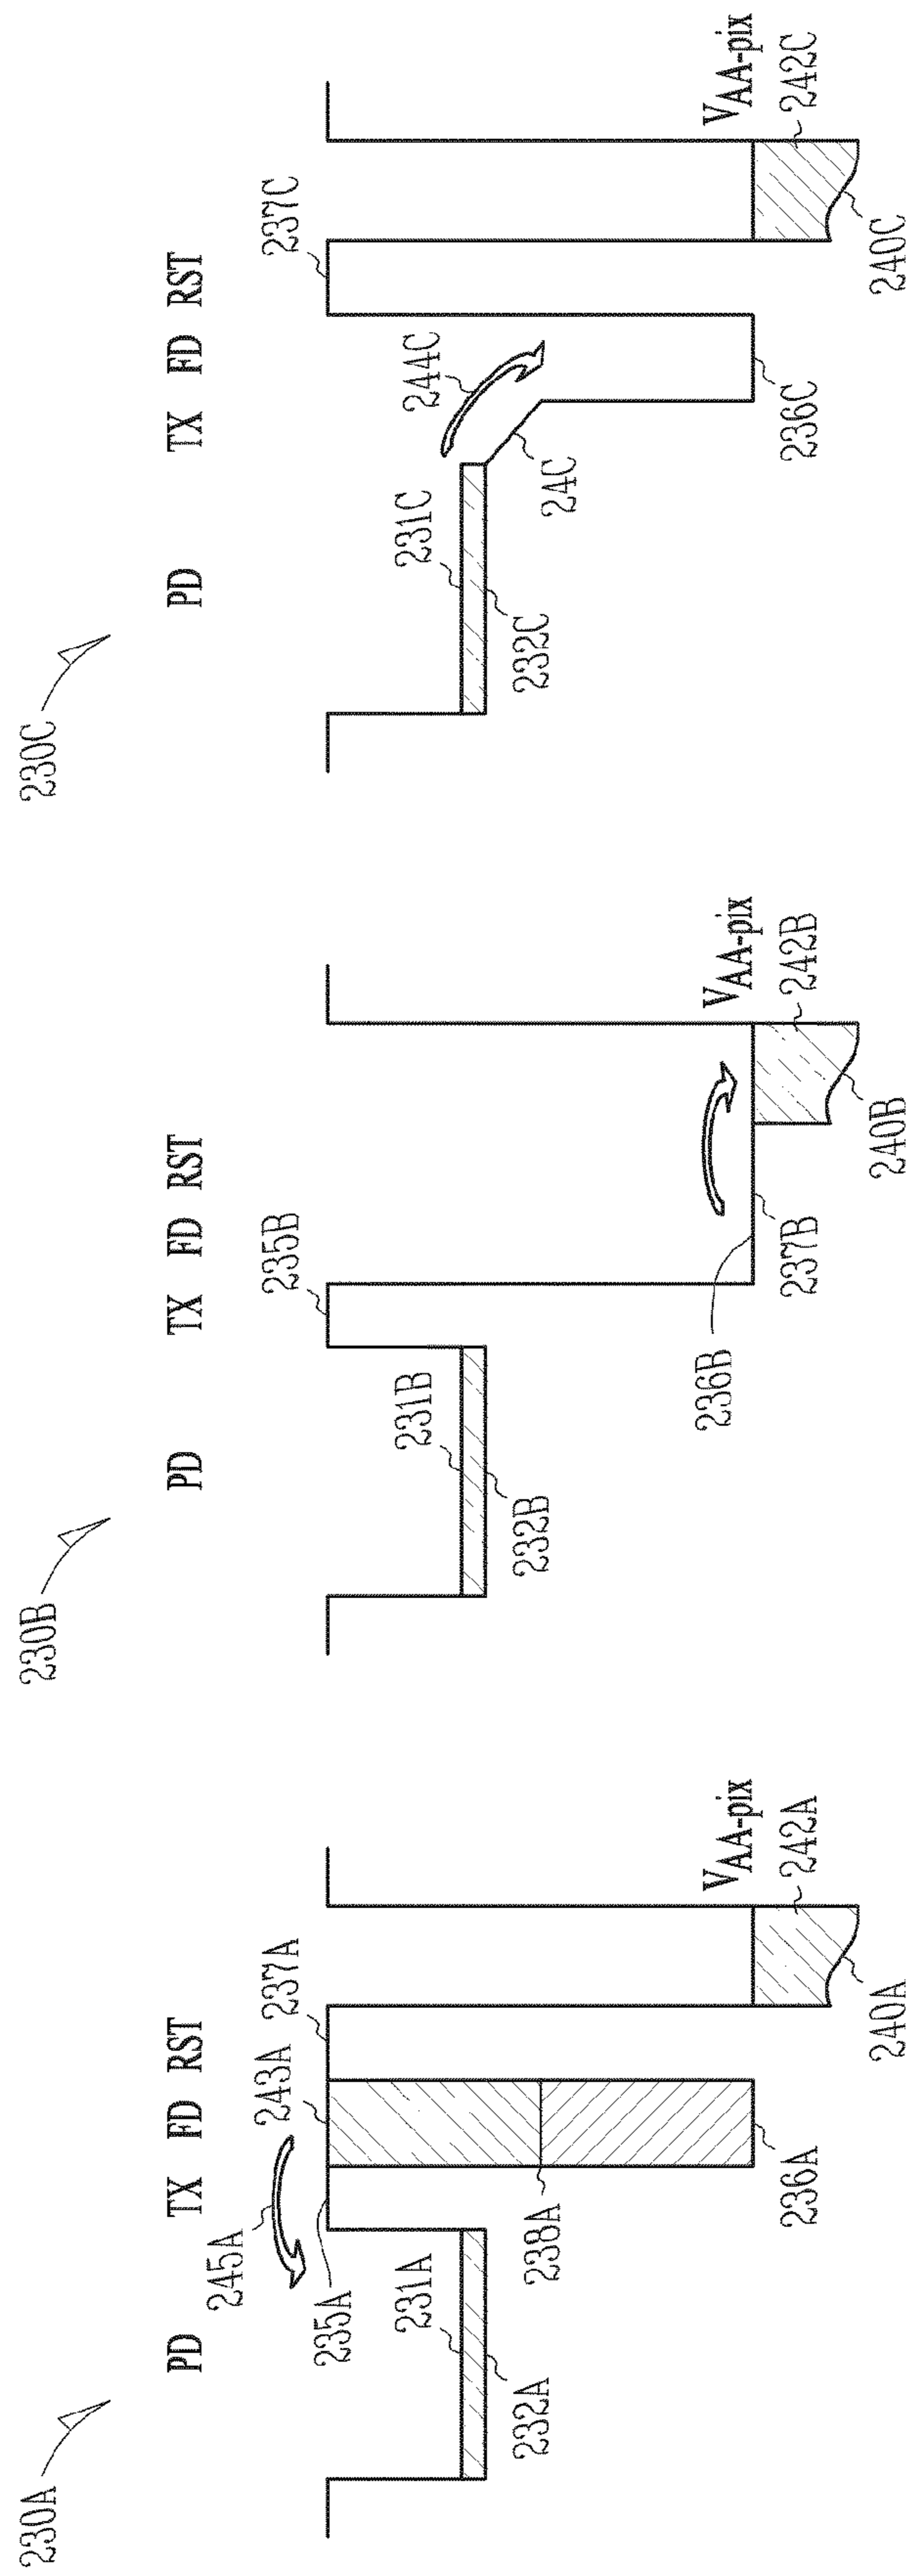 230A
PD TX FD RST
245A
243A
237A
235A
231A
232A
238A
236A
VAA-pix
242A
240A
230B
PD TX FD RST
235B
231B
232B
236B
237B
VAA-pix
242B
240B
230C
PD TX FD RST
237C
244C
231C
232C
24C
236C
VAA-pix
242C
240C